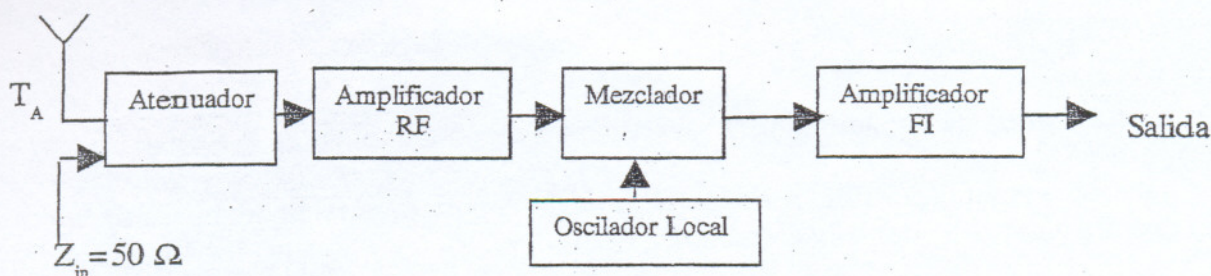 T_A
Atenuador
Amplificador
RF
Mezclador
Amplificador
FI
Salida
Oscilador Local
Z_in=50 Ω